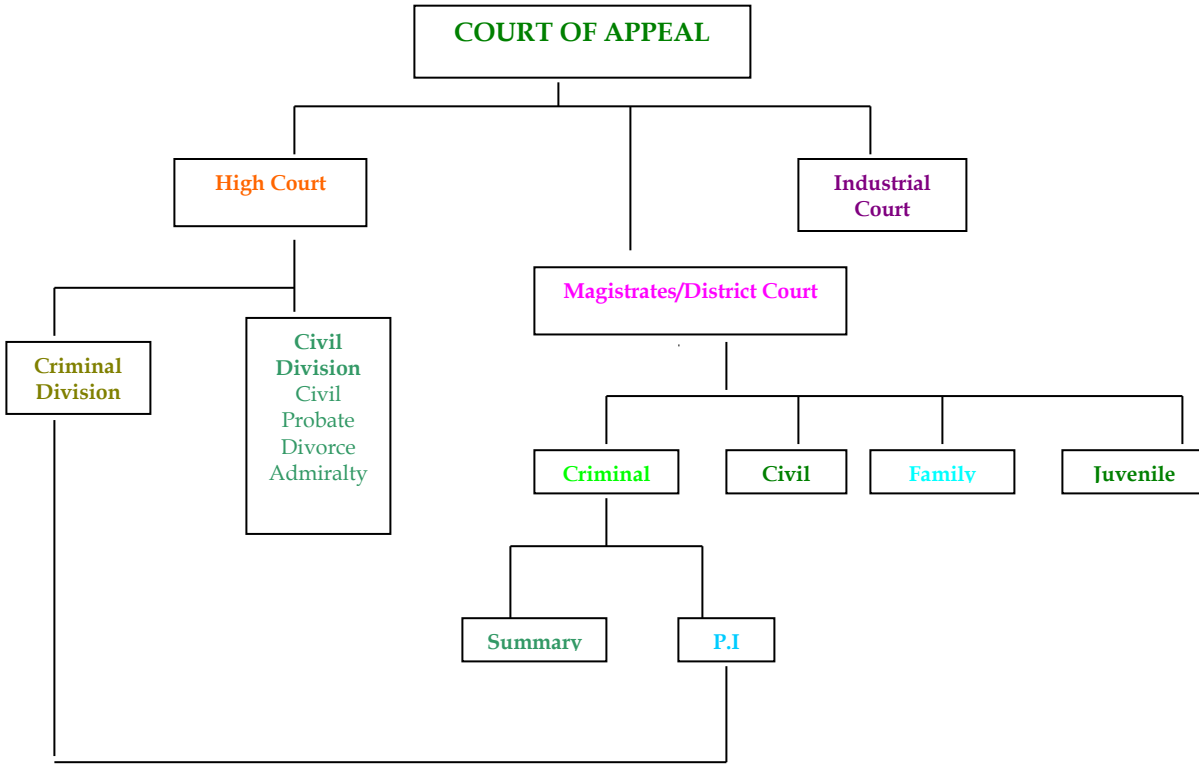 COURT OF APPEAL
High Court
Industrial
Court
Magistrates/District Court
Criminal
Division
Civil
Division
Civil
Probate
Divorce
Admiralty
Criminal
Civil
Family
Juvenile
Summary
P.I